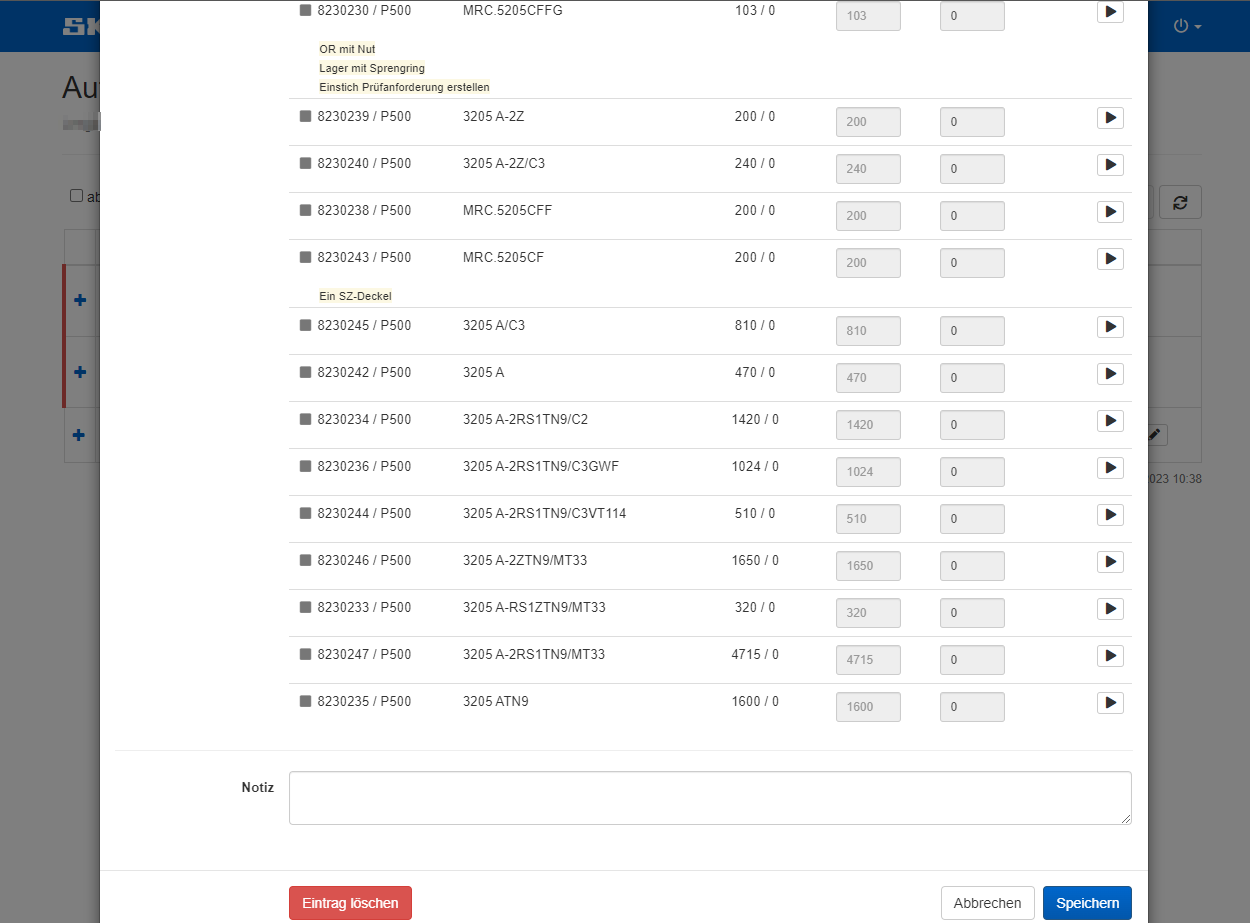 8230230 / P500 MRC.5205CFFG 103 / 0 103 0
OR mit Nut
Lager mit Sprengring
Einstich Prüfanforderung erstellen
8230239 / P500 3205 A-2Z 200 / 0 200 0
8230240 / P500 3205 A-2Z/C3 240 / 0 240 0
8230238 / P500 MRC.5205CFF 200 / 0 200 0
8230243 / P500 MRC.5205CF 200 / 0 200 0
Ein SZ-Deckel
8230245 / P500 3205 A/C3 810 / 0 810 0
8230242 / P500 3205 A 470 / 0 470 0
8230234 / P500 3205 A-2RS1TN9/C2 1420 / 0 1420 0
8230236 / P500 3205 A-2RS1TN9/C3GWF 1024 / 0 1024 0
8230244 / P500 3205 A-2RS1TN9/C3VT114 510 / 0 510 0
8230246 / P500 3205 A-2ZTN9/MT33 1650 / 0 1650 0
8230233 / P500 3205 A-RS1ZTN9/MT33 320 / 0 320 0
8230247 / P500 3205 A-2RS1TN9/MT33 4715 / 0 4715 0
8230235 / P500 3205 ATN9 1600 / 0 1600 0
10:38
Notiz
Eintrag löschen Abbrechen Speichern